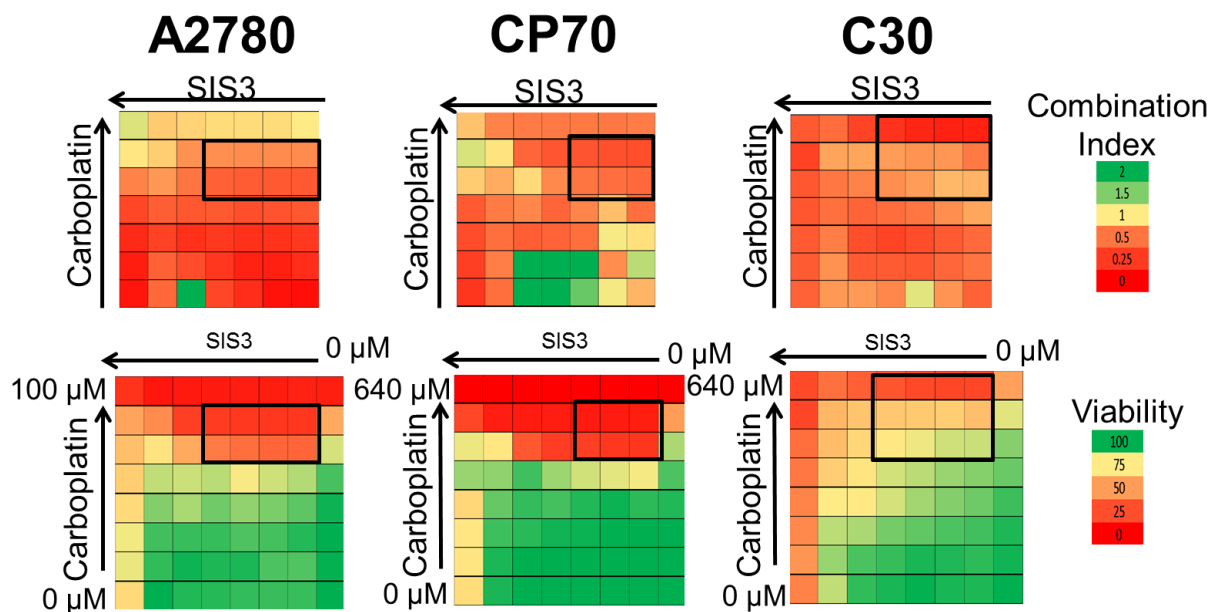 A2780
CP70
C30
SIS3
SIS3
SIS3
Carboplatin
Carboplatin
Carboplatin
Combination
Index
2
1.5
1
0.5
0.25
0
SIS3
0 µM
SIS3
0 µM
SIS3
0 µM
100 µM
640 µM
640 µM
Carboplatin
Carboplatin
Carboplatin
0 µM
0 µM
0 µM
Viability
100
75
50
25
0